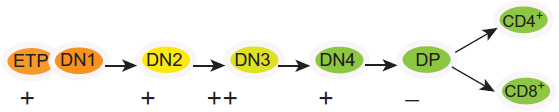 CD4+
ETP DN1 DN2 DN3 DN4 DP
CD8+
+ + ++ + –